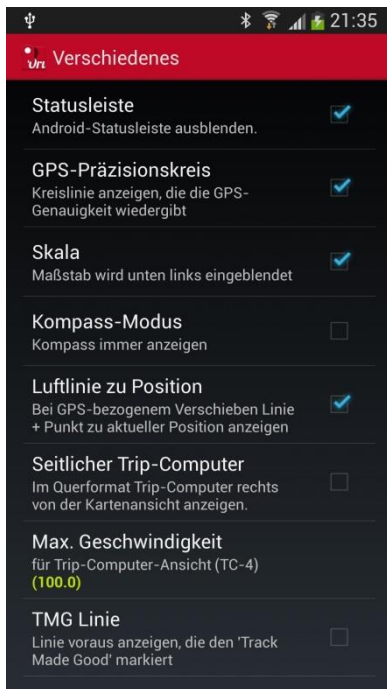 21:35
Verschiedenes
Statusleiste
Android-Statusleiste ausblenden.
GPS-Präzisionskreis
Kreislinie anzeigen, die die GPS-
Genauigkeit wiedergibt
Skala
Maßstab wird unten links eingeblendet
Kompass-Modus
Kompass immer anzeigen
Luftlinie zu Position
Bei GPS-bezogenem Verschieben Linie
+ Punkt zu aktueller Position anzeigen
Seitlicher Trip-Computer
Im Querformat Trip-Computer rechts
von der Kartenansicht anzeigen.
Max. Geschwindigkeit
für Trip-Computer-Ansicht (TC-4)
(100.0)
TMG Linie
Linie voraus anzeigen, die den 'Track
Made Good' markiert